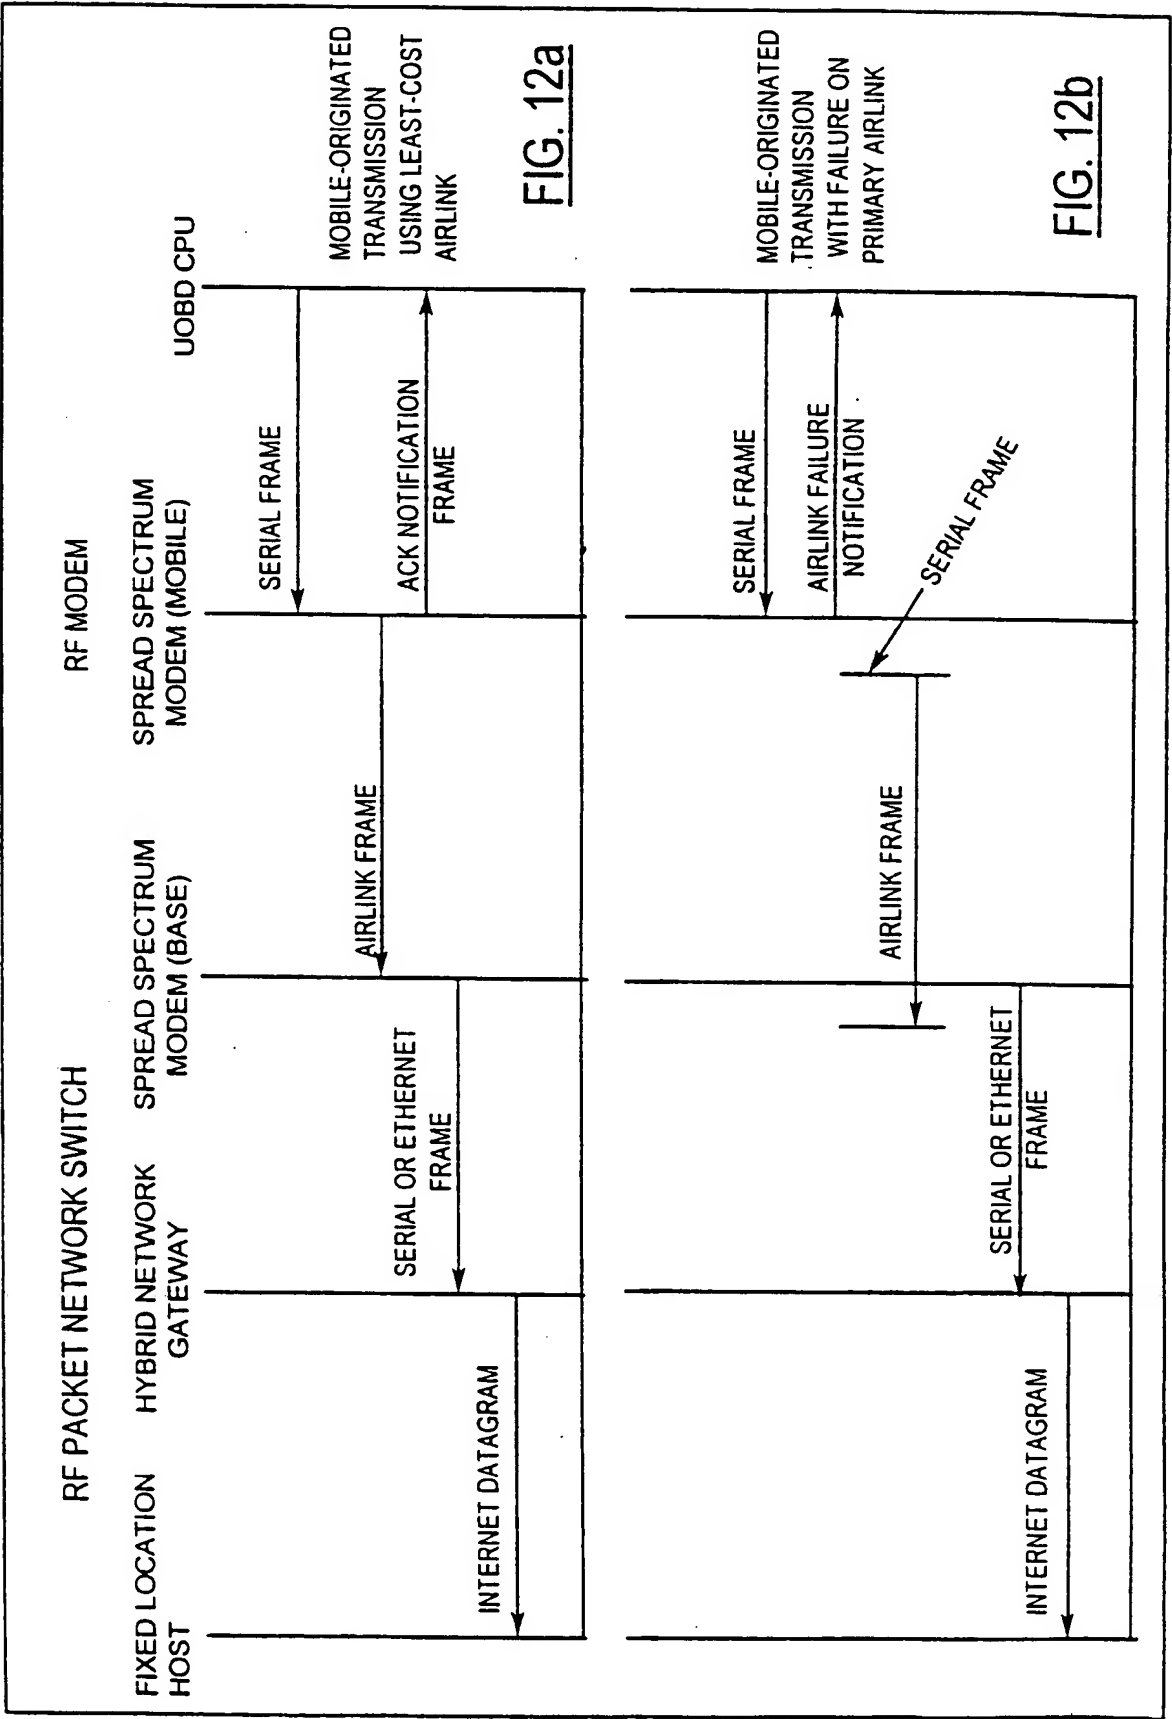 RF PACKET NETWORK SWITCH
RF MODEM
FIXED LOCATION
HOST
HYBRID NETWORK
GATEWAY
SPREAD SPECTRUM
MODEM (BASE)
SPREAD SPECTRUM
MODEM (MOBILE)
UOBD CPU
SERIAL FRAME
ACK NOTIFICATION
FRAME
AIRLINK FRAME
SERIAL OR ETHERNET
FRAME
INTERNET DATAGRAM
MOBILE-ORIGINATED
TRANSMISSION
USING LEAST-COST
AIRLINK
FIG. 12a
SERIAL FRAME
AIRLINK FAILURE
NOTIFICATION
SERIAL FRAME
AIRLINK FRAME
SERIAL OR ETHERNET
FRAME
INTERNET DATAGRAM
MOBILE-ORIGINATED
TRANSMISSION
WITH FAILURE ON
PRIMARY AIRLINK
FIG. 12b